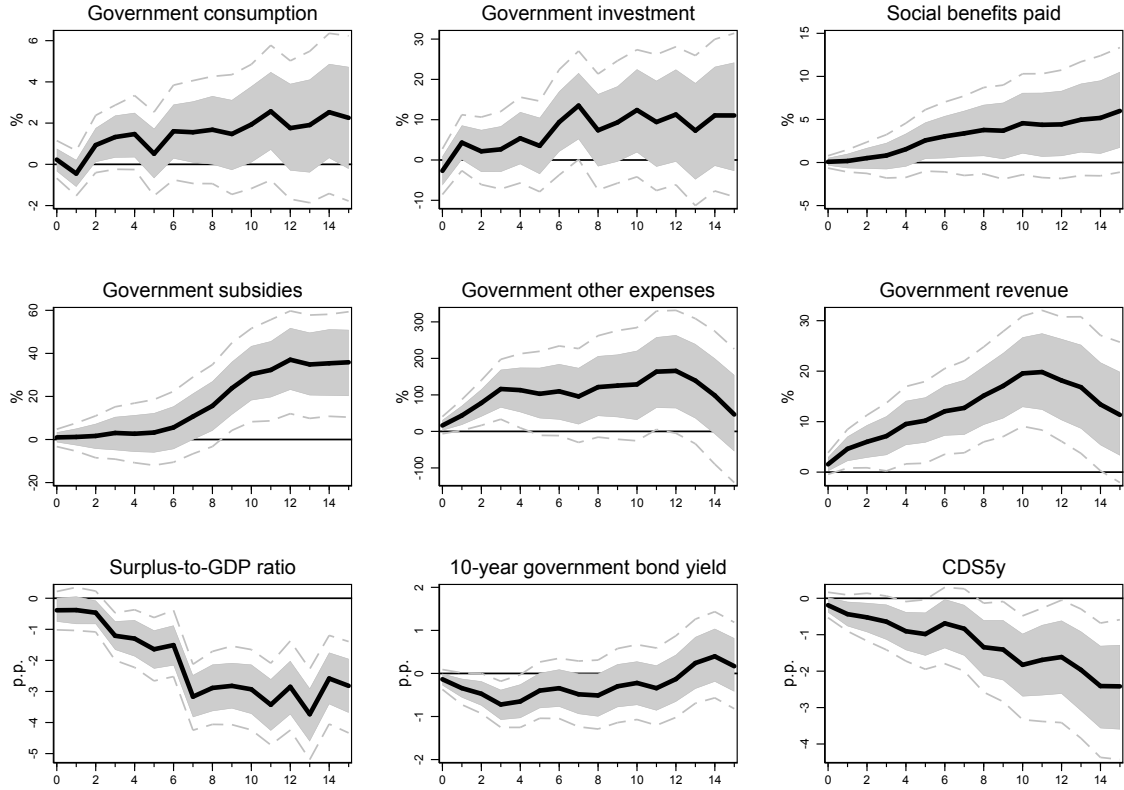 Government consumption
%
6
4
2
0
-2
0 2 4 6 8 10 12 14
Government investment
%
30
20
10
0
-10
0 2 4 6 8 10 12 14
Social benefits paid
%
15
10
5
0
-5
0 2 4 6 8 10 12 14
Government subsidies
%
60
40
20
0
-20
0 2 4 6 8 10 12 14
Government other expenses
%
300
200
100
0
-100
0 2 4 6 8 10 12 14
Government revenue
%
30
20
10
0
0 2 4 6 8 10 12 14
Surplus-to-GDP ratio
p.p.
0
-1
-2
-3
-4
-5
0 2 4 6 8 10 12 14
10-year government bond yield
p.p.
2
1
0
-1
-2
0 2 4 6 8 10 12 14
CDS5y
p.p.
0
-1
-2
-3
-4
0 2 4 6 8 10 12 14